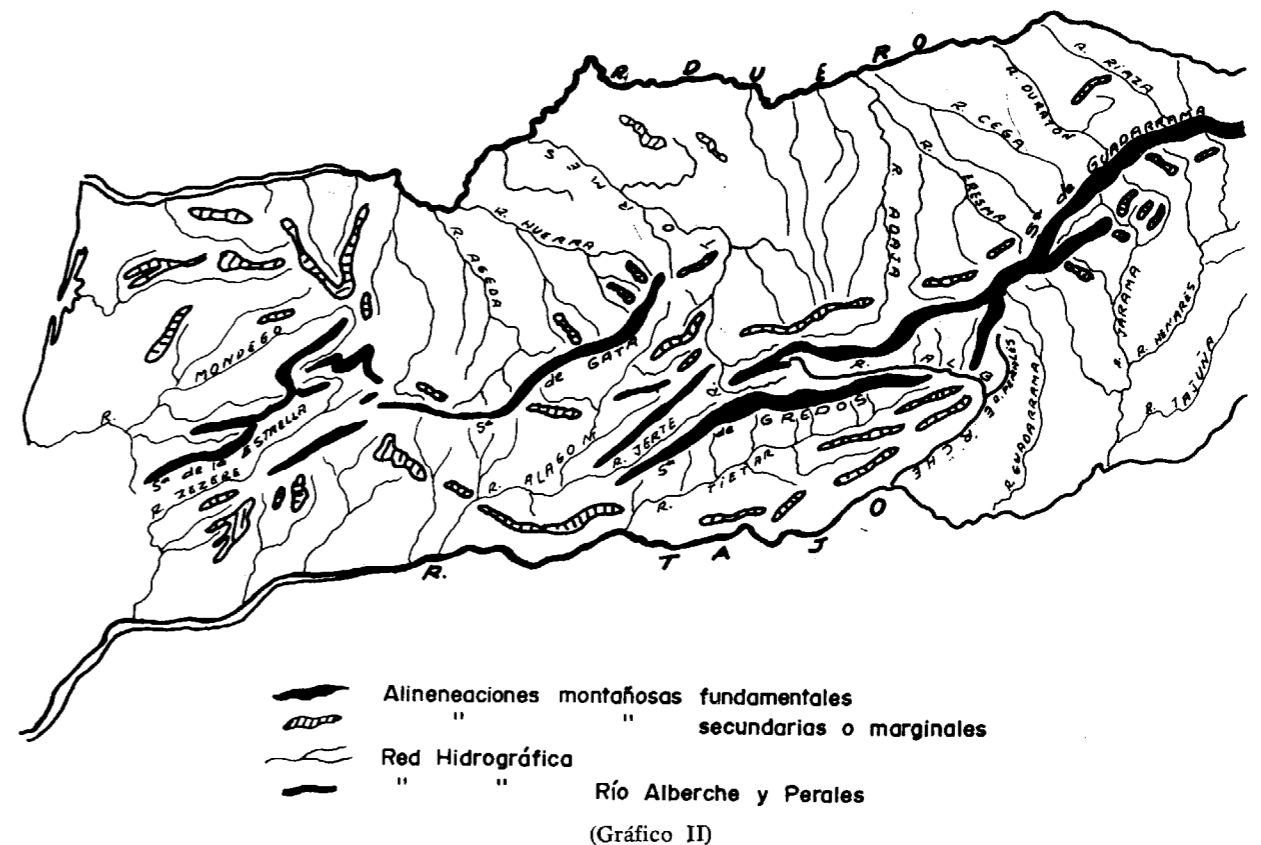 R. DUERO
R. RIAZA
R. DURATÓN
R. CEGA
R. ERESMA
Sª de GUADARRAMA
R. ADAJA
R. TORMES
R. HUEBRA
R. AGEDA
R. MONDEGO
Sª de GATA
R. ALBERCHE
R. DE PERALES
R. GUADARRAMA
R. JARAMA
R. HENARES
R. TAJUÑA
Sª de la ESTRELLA
R. ZEZERE
R. ALAGON
R. JERTE
Sª de GREDOS
R. TIETAR
R. TAJO
Alineneaciones montañosas fundamentales
" " secundarias o marginales
Red Hidrográfica
" " Río Alberche y Perales
(Gráfico II)